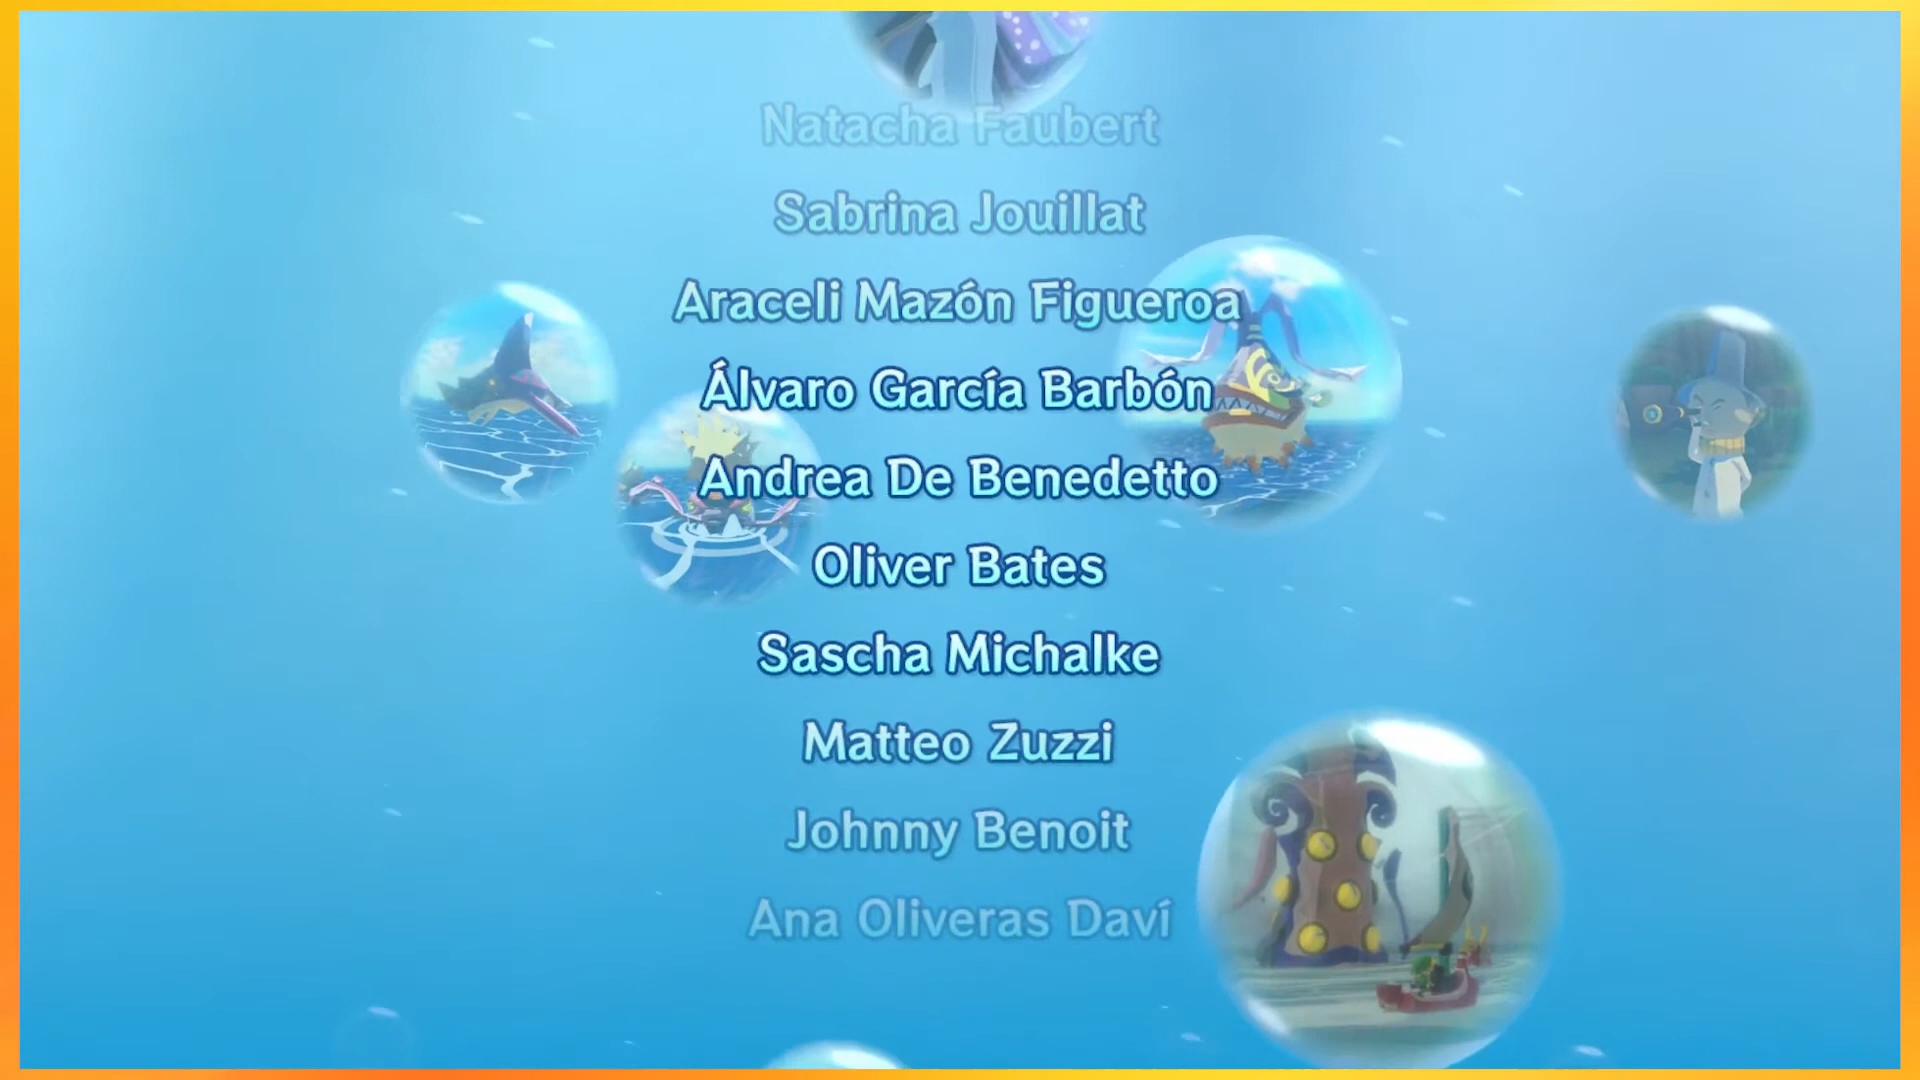 Natacha Faubert
Sabrina Jouillat
Araceli Mazón Figueroa
Álvaro García Barbón
Andrea De Benedetto
Oliver Bates
Sascha Michalke
Matteo Zuzzi
Johnny Benoit
Ana Oliveras Daví